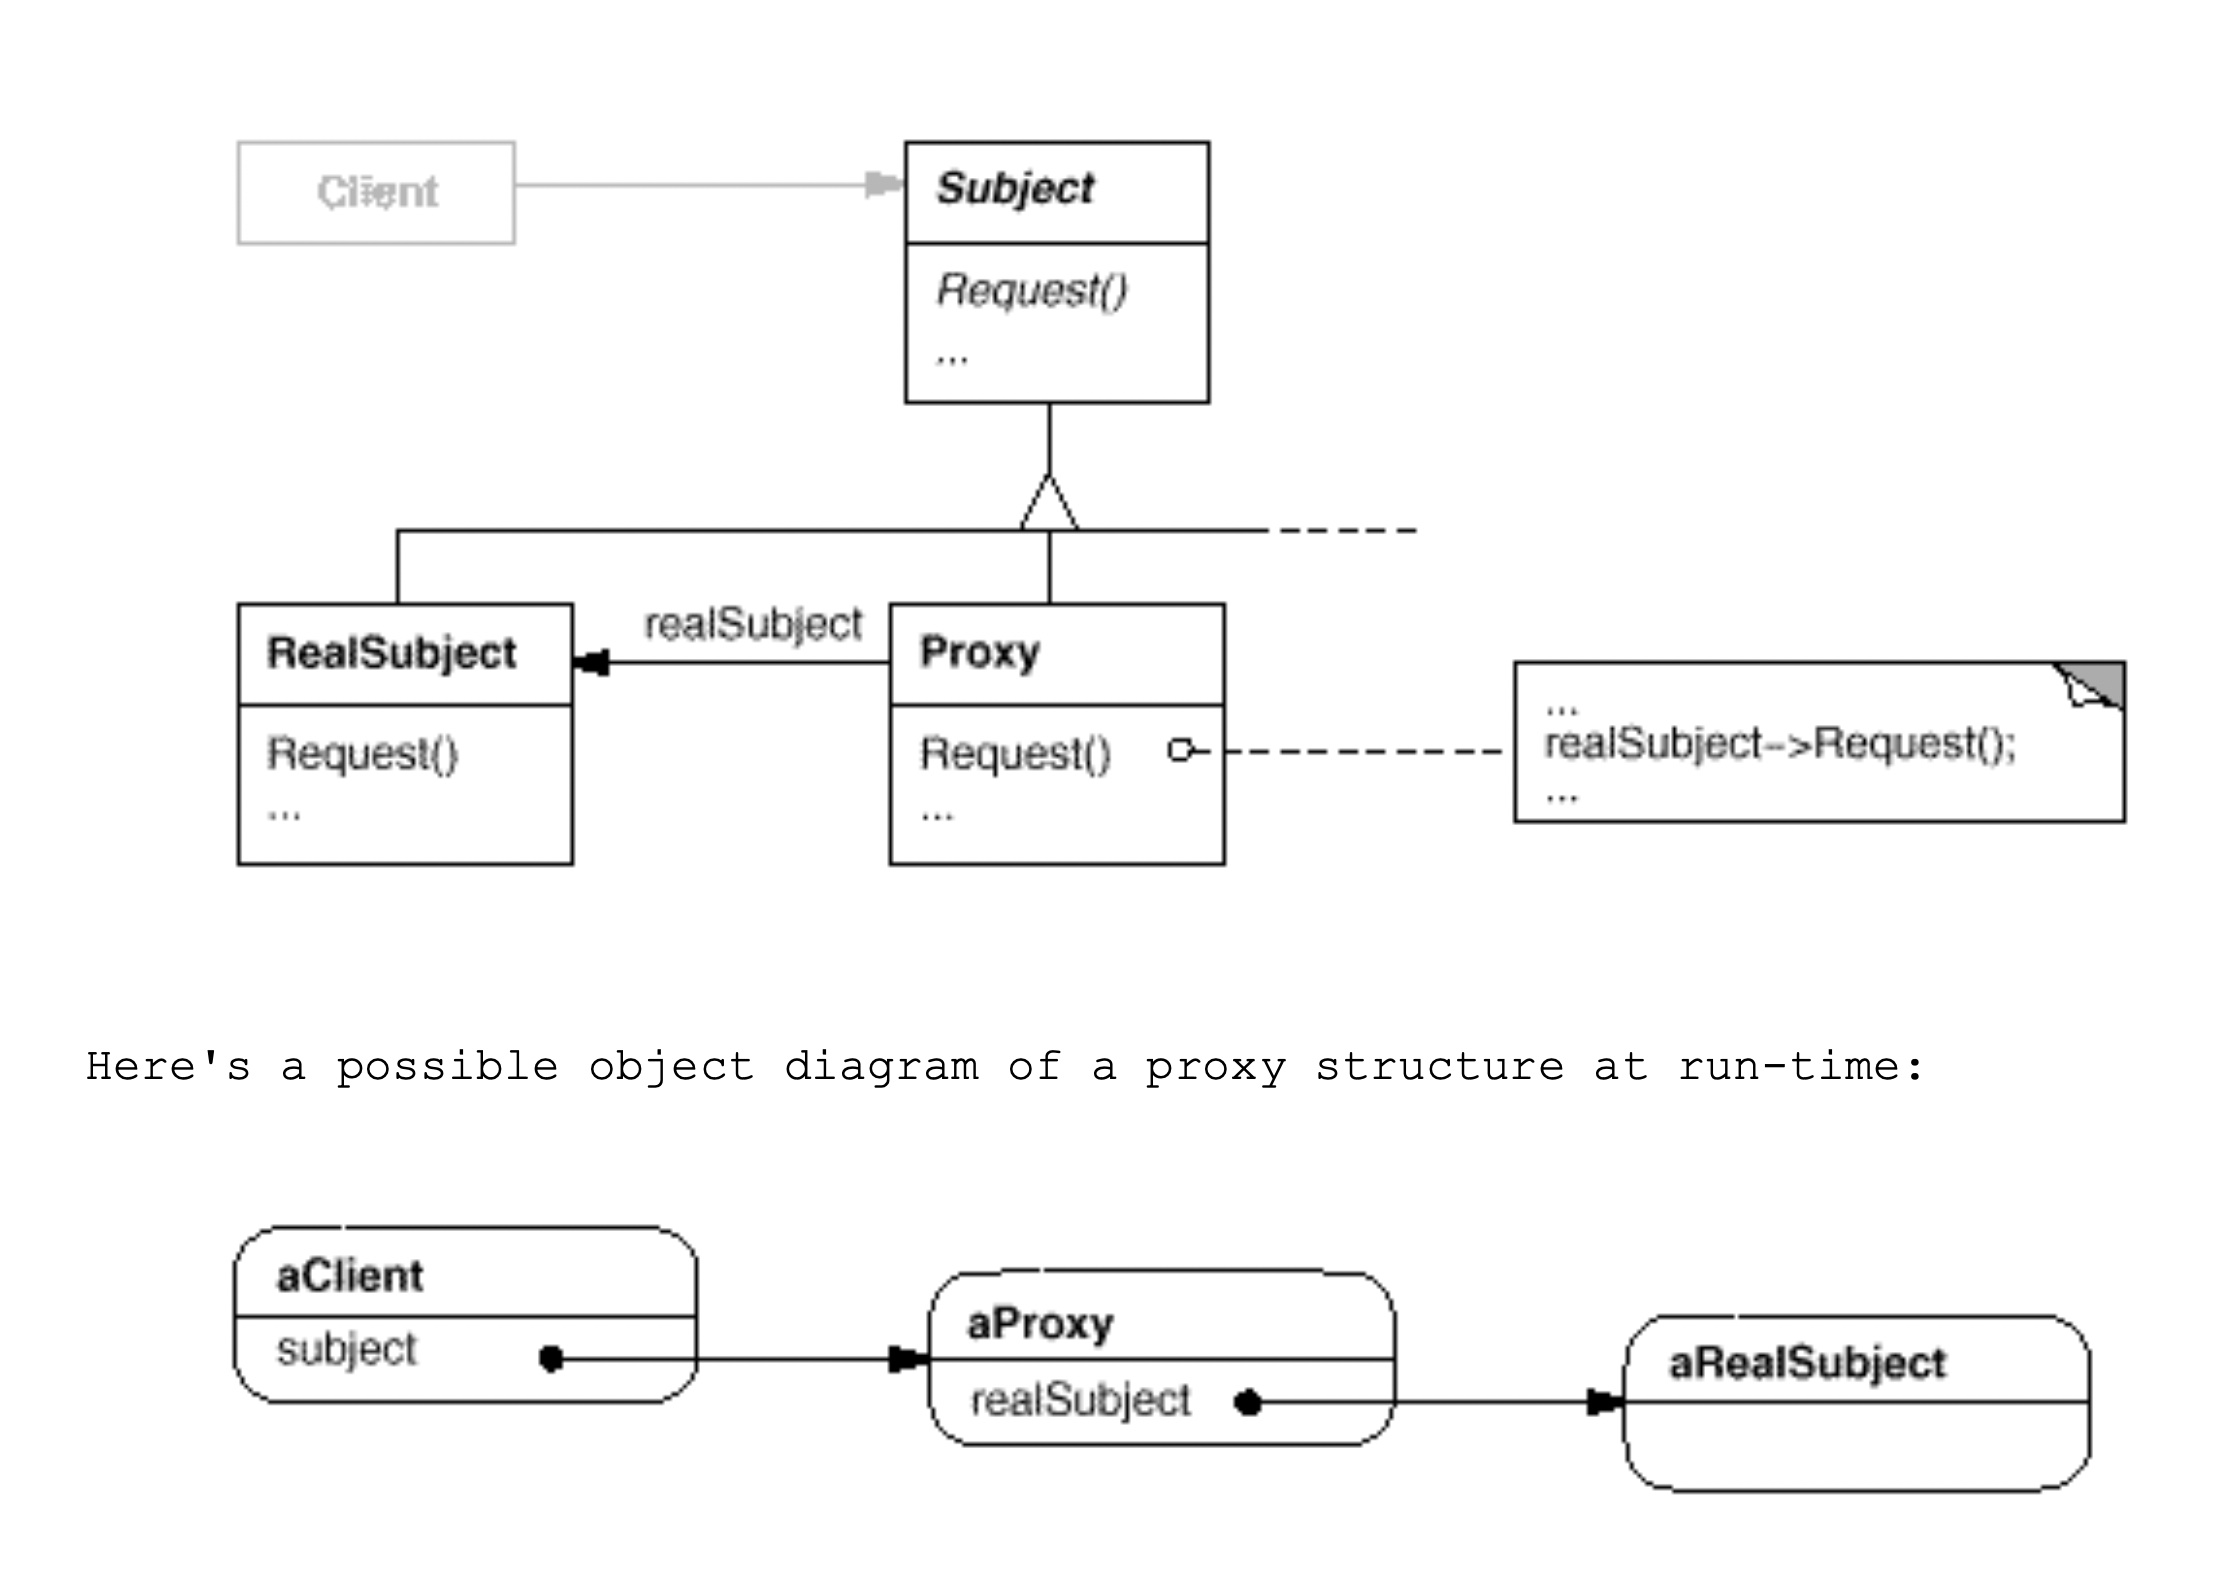 Client
Subject
Request()
...
realSubject
RealSubject
Request()
...
Proxy
Request()
...
...
realSubject->Request();
...
Here's a possible object diagram of a proxy structure at run-time:
aClient
subject
aProxy
realSubject
aRealSubject